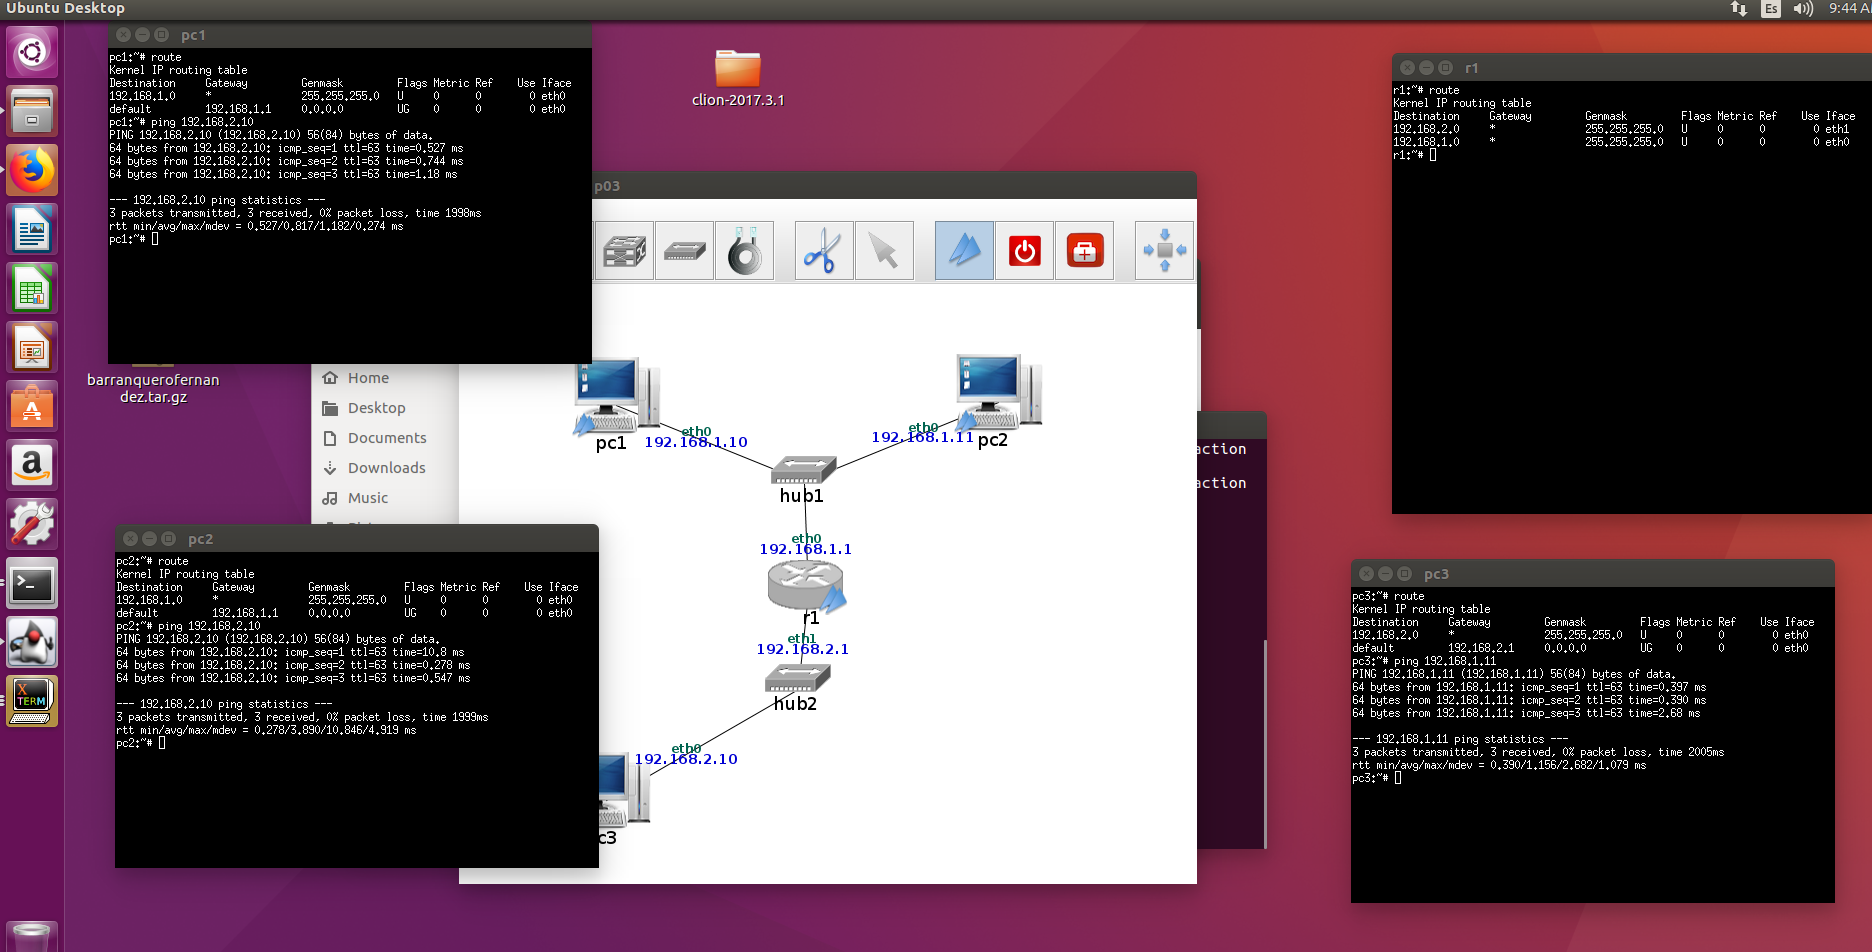 Ubuntu Desktop
Es
9:44 A
pc1
pc1:~# route
Kernel IP routing table
Destination Gateway Genmask Flags Metric Ref Use Iface
192.168.1.0 * 255.255.255.0 U 0 0 0 eth0
default 192.168.1.1 0.0.0.0 UG 0 0 0 eth0
pc1:~# ping 192.168.2.10
PING 192.168.2.10 (192.168.2.10) 56(84) bytes of data.
64 bytes from 192.168.2.10: icmp_seq=1 ttl=63 time=0.527 ms
64 bytes from 192.168.2.10: icmp_seq=2 ttl=63 time=0.744 ms
64 bytes from 192.168.2.10: icmp_seq=3 ttl=63 time=1.18 ms
--- 192.168.2.10 ping statistics ---
3 packets transmitted, 3 received, 0% packet loss, time 1998ms
rtt min/avg/max/mdev = 0.527/0.817/1.182/0.274 ms
pc1:~#
clion-2017.3.1
r1
r1:~# route
Kernel IP routing table
Destination Gateway Genmask Flags Metric Ref Use Iface
192.168.2.0 * 255.255.255.0 U 0 0 0 eth1
192.168.1.0 * 255.255.255.0 U 0 0 0 eth0
r1:~#
p03
barranquerofernan
dez.tar.gz
Home
Desktop
Documents
Downloads
Music
eth0
192.168.1.10
pc1
eth0
192.168.1.11
pc2
hub1
eth0
192.168.1.1
r1
eth1
192.168.2.1
hub2
eth0
192.168.2.10
c3
action
action
pc2
pc2:~# route
Kernel IP routing table
Destination Gateway Genmask Flags Metric Ref Use Iface
192.168.1.0 * 255.255.255.0 U 0 0 0 eth0
default 192.168.1.1 0.0.0.0 UG 0 0 0 eth0
pc2:~# ping 192.168.2.10
PING 192.168.2.10 (192.168.2.10) 56(84) bytes of data.
64 bytes from 192.168.2.10: icmp_seq=1 ttl=63 time=10.8 ms
64 bytes from 192.168.2.10: icmp_seq=2 ttl=63 time=0.278 ms
64 bytes from 192.168.2.10: icmp_seq=3 ttl=63 time=0.547 ms
--- 192.168.2.10 ping statistics ---
3 packets transmitted, 3 received, 0% packet loss, time 1999ms
rtt min/avg/max/mdev = 0.278/3.890/10.846/4.919 ms
pc2:~#
pc3
pc3:~# route
Kernel IP routing table
Destination Gateway Genmask Flags Metric Ref Use Iface
192.168.2.0 * 255.255.255.0 U 0 0 0 eth0
default 192.168.2.1 0.0.0.0 UG 0 0 0 eth0
pc3:~# ping 192.168.1.11
PING 192.168.1.11 (192.168.1.11) 56(84) bytes of data.
64 bytes from 192.168.1.11: icmp_seq=1 ttl=63 time=0.397 ms
64 bytes from 192.168.1.11: icmp_seq=2 ttl=63 time=0.390 ms
64 bytes from 192.168.1.11: icmp_seq=3 ttl=63 time=2.68 ms
--- 192.168.1.11 ping statistics ---
3 packets transmitted, 3 received, 0% packet loss, time 2005ms
rtt min/avg/max/mdev = 0.390/1.156/2.682/1.079 ms
pc3:~#
X
TERM